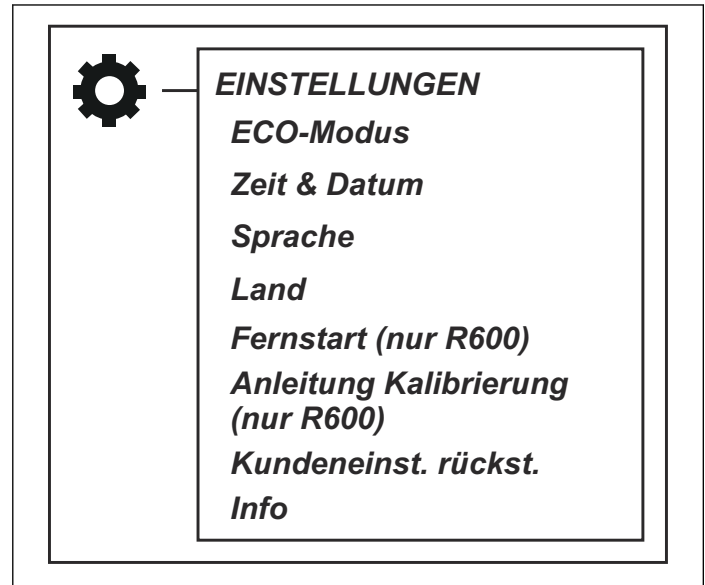 EINSTELLUNGEN
ECO-Modus
Zeit & Datum
Sprache
Land
Fernstart (nur R600)
Anleitung Kalibrierung
(nur R600)
Kundeneinst. rückst.
Info